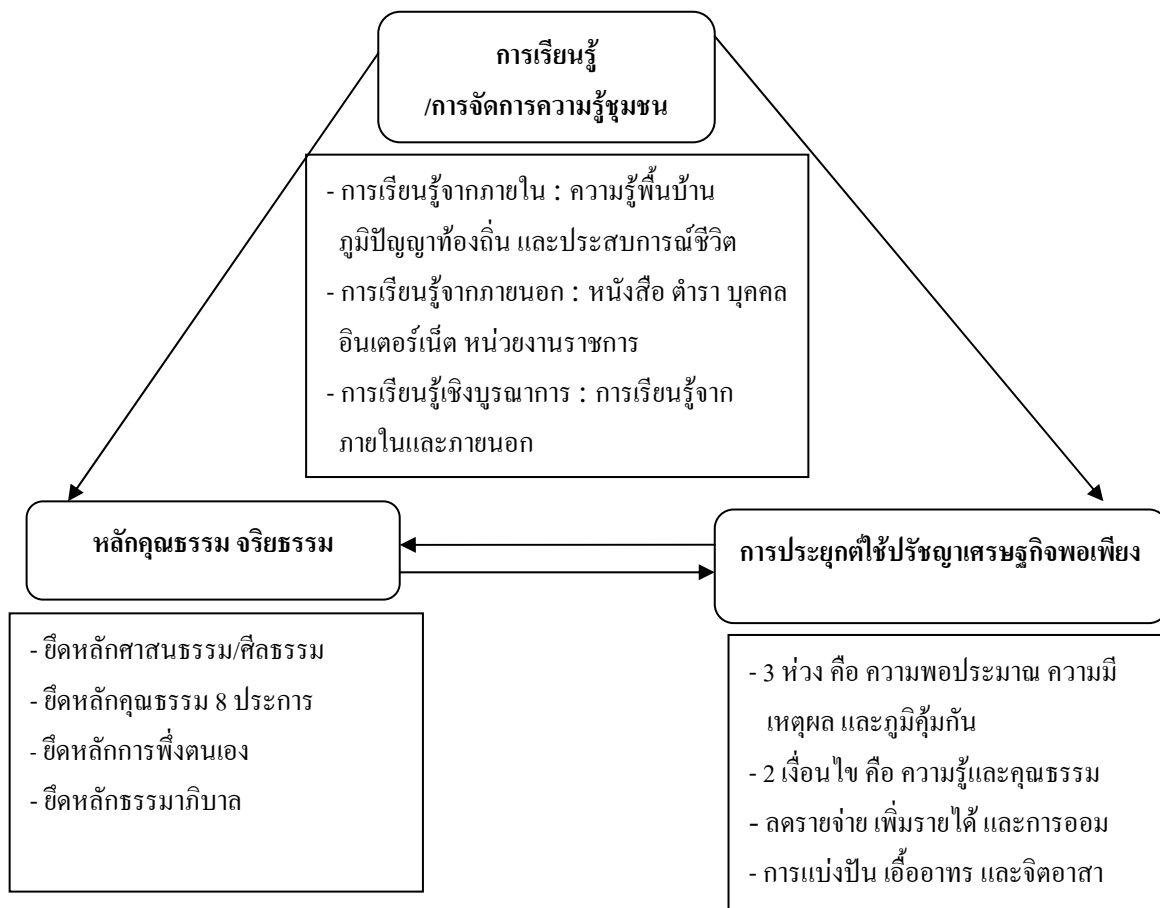 การเรียนรู้
/การจัดการความรู้ชุมชน
- การเรียนรู้จากภายใน : ความรู้พื้นบ้าน
ภูมิปัญญาท้องถิ่น และประสบการณ์ชีวิต
- การเรียนรู้จากภายนอก : หนังสือ ตำรา บุคคล
อินเตอร์เน็ต หน่วยงานราชการ
- การเรียนรู้เชิงบูรณาการ : การเรียนรู้จาก
ภายในและภายนอก
หลักคุณธรรม จริยธรรม
- ยึดหลักศาสนธรรม/ศีลธรรม
- ยึดหลักคุณธรรม 8 ประการ
- ยึดหลักการพึ่งตนเอง
- ยึดหลักธรรมาภิบาล
การประยุกต์ใช้ปรัชญาเศรษฐกิจพอเพียง
- 3 ห่วง คือ ความพอประมาณ ความมี
เหตุผล และภูมิคุ้มกัน
- 2 เงื่อนไข คือ ความรู้และคุณธรรม
- ลดรายจ่าย เพิ่มรายได้ และการออม
- การแบ่งปัน เอื้ออาทร และจิตอาสา